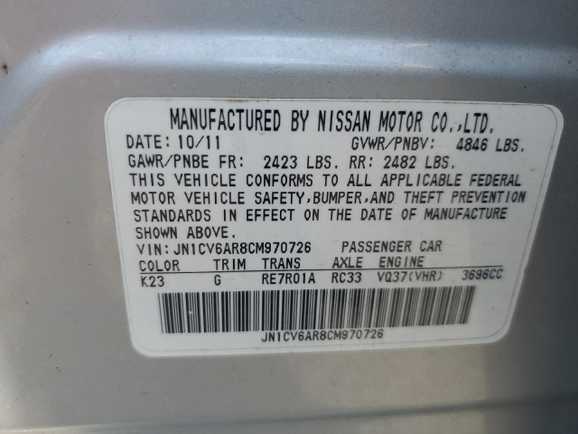 MANUFACTURED BY NISSAN MOTOR CO.,LTD.
DATE: 10/11 GVWR/PNBV: 4846 LBS.
GAWR/PNBE FR: 2423 LBS. RR: 2482 LBS.
THIS VEHICLE CONFORMS TO ALL APPLICABLE FEDERAL
MOTOR VEHICLE SAFETY,BUMPER,AND THEFT PREVENTION
STANDARDS IN EFFECT ON THE DATE OF MANUFACTURE
SHOWN ABOVE.
VIN: JN1CV6AR8CM970726 PASSENGER CAR
COLOR TRIM TRANS AXLE ENGINE
K23 G RE7R01A RC33 VQ37(VHR) 3696CC
JN1CV6AR8CM970726